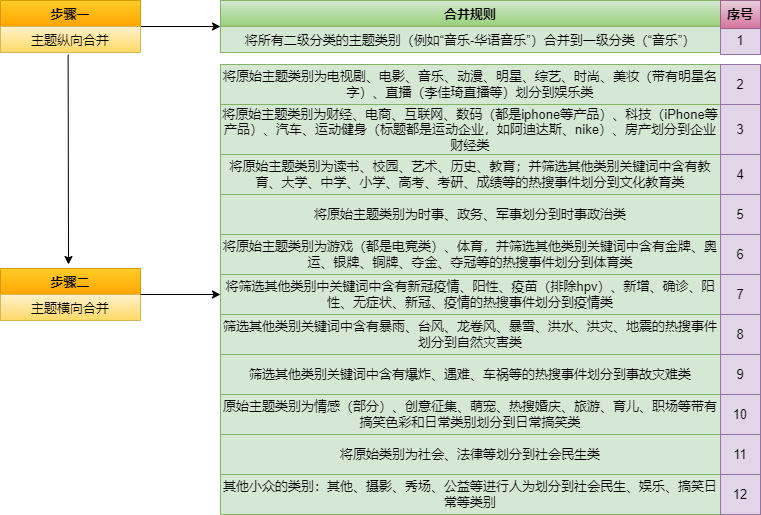 步骤一
合并规则
序号
主题纵向合并
将所有二级分类的主题类别（例如“音乐-华语音乐”）合并到一级分类（“音乐”）
1
将原始主题类别为电视剧、电影、音乐、动漫、明星、综艺、时尚、美妆（带有明星名
字）、直播（李佳琦直播等）划分到娱乐类
2
将原始主题类别为财经、电商、互联网、数码（都是iphone等产品）、科技（iPhone等
产品）、汽车、运动健身（标题都是运动企业，如阿迪达斯、nike）、房产划分到企业
财经类
3
将原始主题类别为读书、校园、艺术、历史、教育；并筛选其他类别关键词中含有教
育、大学、中学、小学、高考、考研、成绩等的热搜事件划分到文化教育类
4
将原始主题类别为时事、政务、军事划分到时事政治类
5
将原始主题类别为游戏（都是电竞类）、体育，并筛选其他类别关键词中含有金牌、奥
运、银牌、铜牌、夺金、夺冠等的热搜事件划分到体育类
6
步骤二
主题横向合并
将筛选其他类别中关键词中含有新冠疫情、阳性、疫苗（排除hpv）、新增、确诊、阳
性、无症状、新冠、疫情的热搜事件划分到疫情类
7
筛选其他类别关键词中含有暴雨、台风、龙卷风、暴雪、洪水、洪灾、地震的热搜事件
划分到自然灾害类
8
筛选其他类别关键词中含有爆炸、遇难、车祸等的热搜事件划分到事故灾难类
9
原始主题类别为情感（部分）、创意征集、萌宠、热搜婚庆、旅游、育儿、职场等带有
搞笑色彩和日常类别划分到日常搞笑类
10
将原始类别为社会、法律等划分到社会民生类
11
其他小众的类别：其他、摄影、秀场、公益等进行人为划分到社会民生、娱乐、搞笑日
常等类别
12